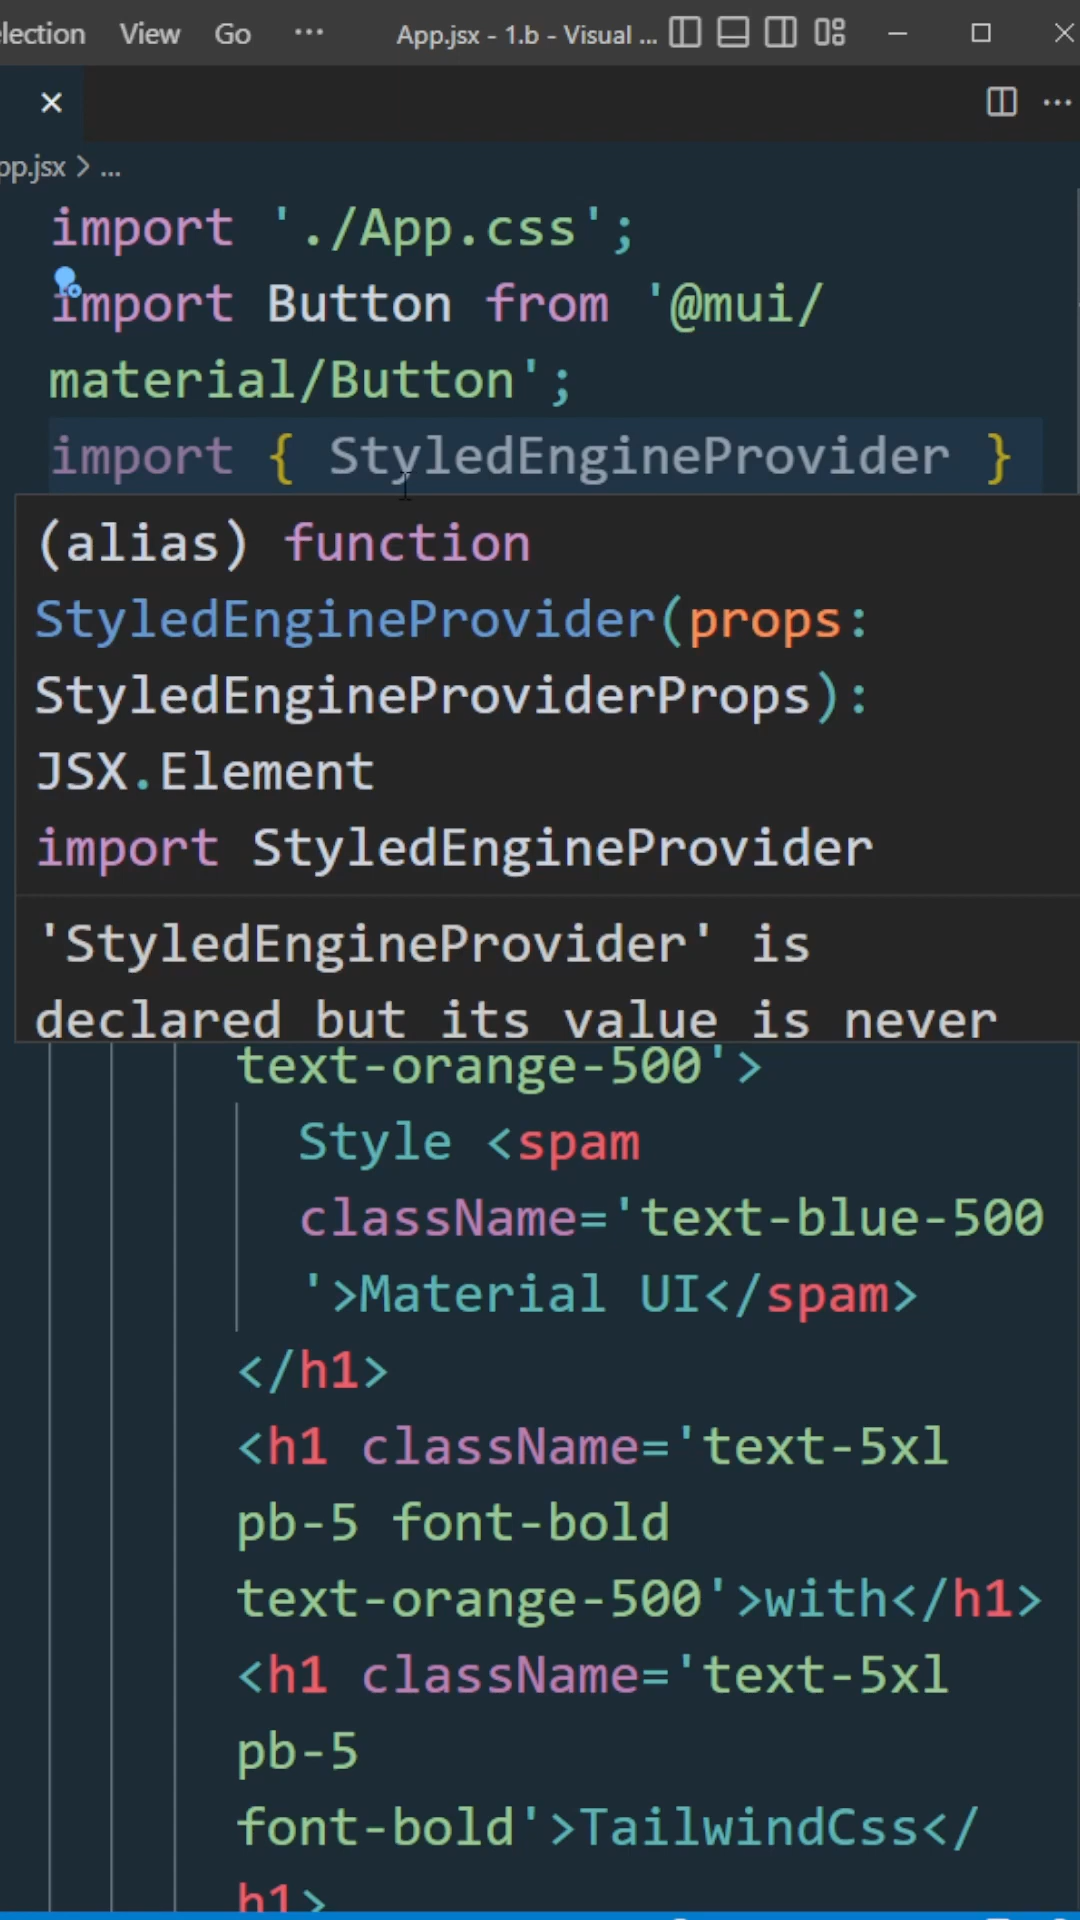 election View Go ··· App.jsx - 1.b - Visual ...
pp.jsx > ...
import './App.css';
import Button from '@mui/
material/Button';
import { StyledEngineProvider }
(alias) function
StyledEngineProvider(props:
StyledEngineProviderProps):
JSX.Element
import StyledEngineProvider
'StyledEngineProvider' is
declared but its value is never
text-orange-500'>
Style <spam
className='text-blue-500
'>Material UI</spam>
</h1>
<h1 className='text-5xl
pb-5 font-bold
text-orange-500'>with</h1>
<h1 className='text-5xl
pb-5
font-bold'>TailwindCss</
h1>